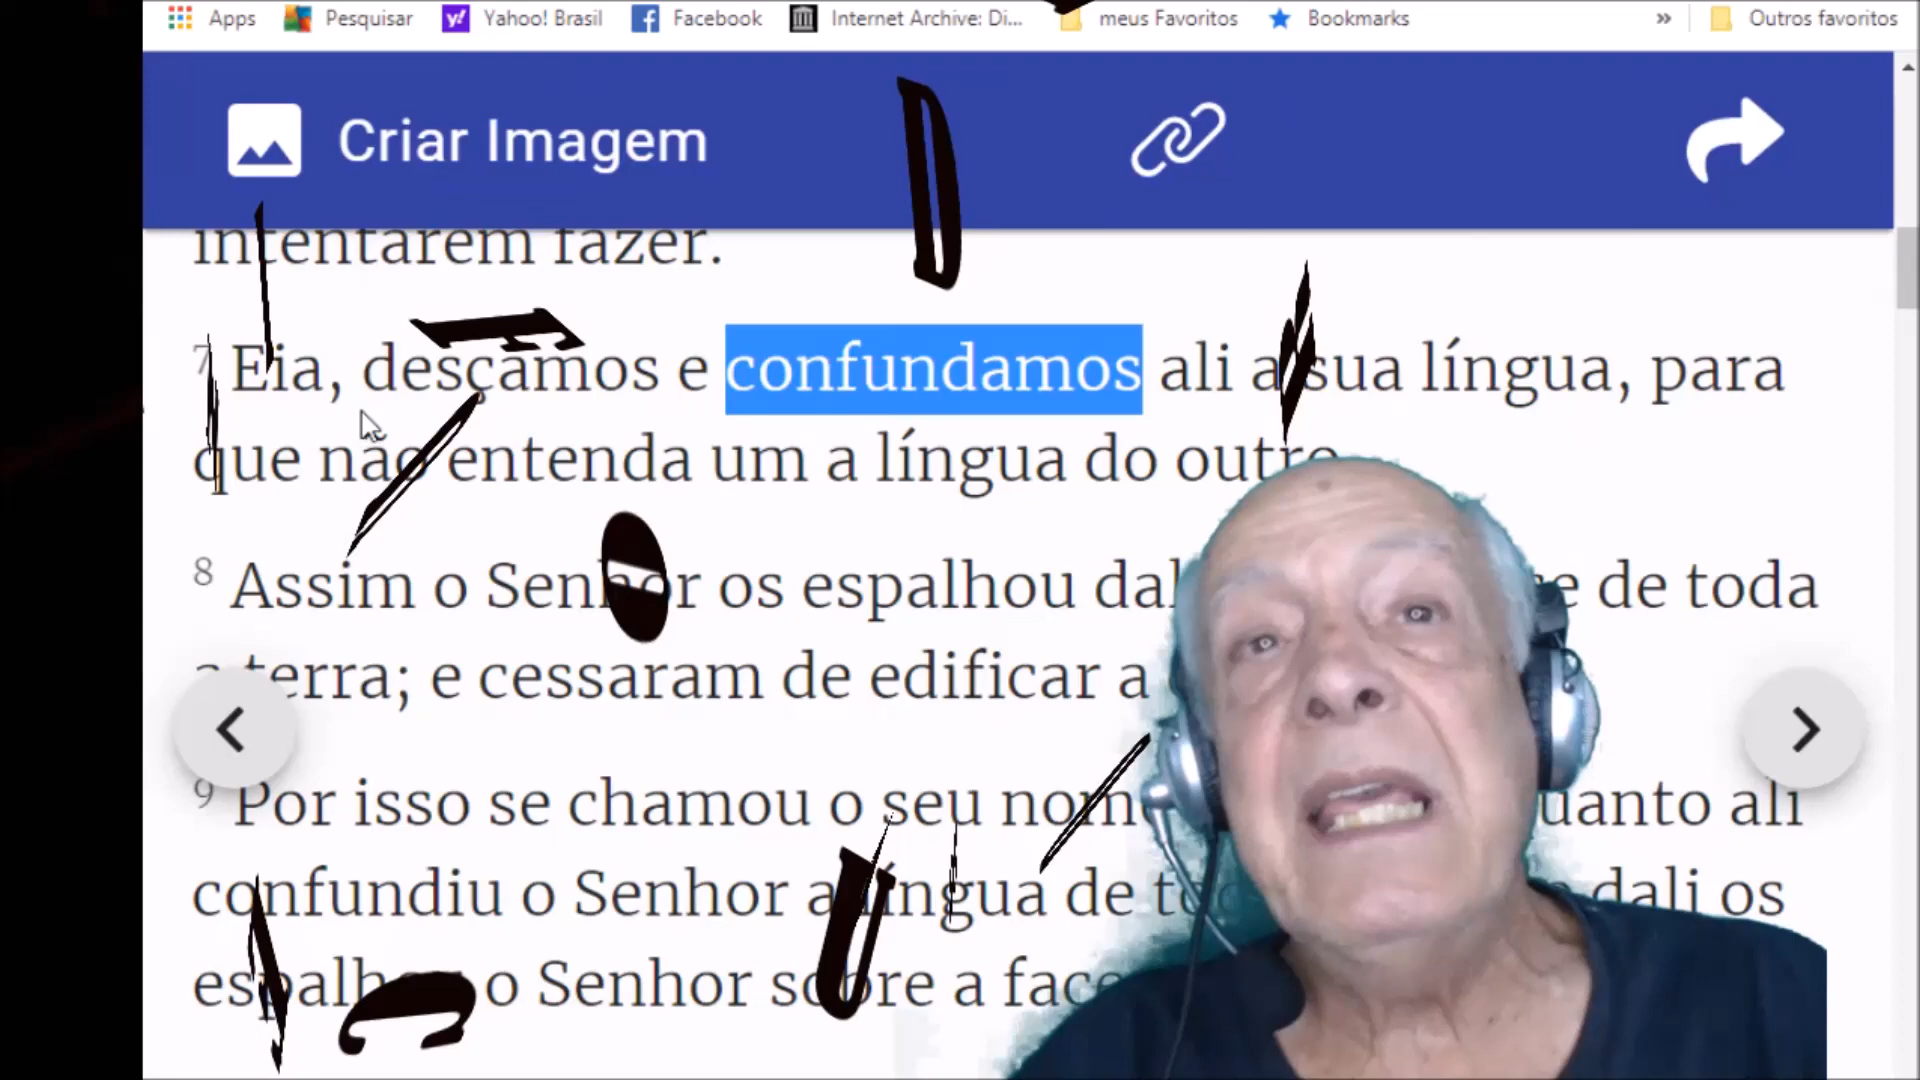 Apps Pesquisar Yahoo! Brasil Facebook Internet Archive: Di... meus Favoritos Bookmarks » Outros favoritos
Criar Imagem
intentarem fazer.
7 Eia, desçamos e confundamos ali a sua língua, para
que não entenda um a língua do outro.
8 Assim o Senhor os espalhou de toda
a terra; e cessaram de edificar a
9 Por isso se chamou o seu nome ali
confundiu o Senhor a língua de dali os
espalhou o Senhor sobre a face